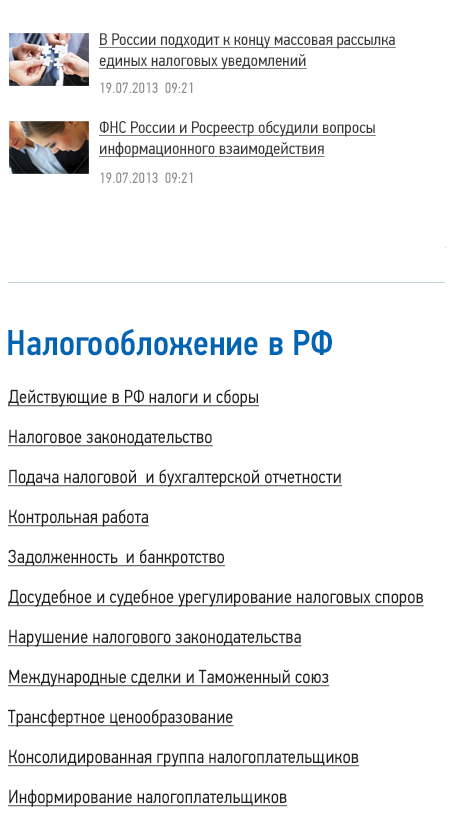 В России подходит к концу массовая рассылка
единых налоговых уведомлений
19.07.2013 09:21
ФНС России и Росреестр обсудили вопросы
информационного взаимодействия
19.07.2013 09:21
Налогообложение в РФ
Действующие в РФ налоги и сборы
Налоговое законодательство
Подача налоговой и бухгалтерской отчетности
Контрольная работа
Задолженность и банкротство
Досудебное и судебное урегулирование налоговых споров
Нарушение налогового законодательства
Международные сделки и Таможенный союз
Трансфертное ценообразование
Консолидированная группа налогоплательщиков
Информирование налогоплательщиков